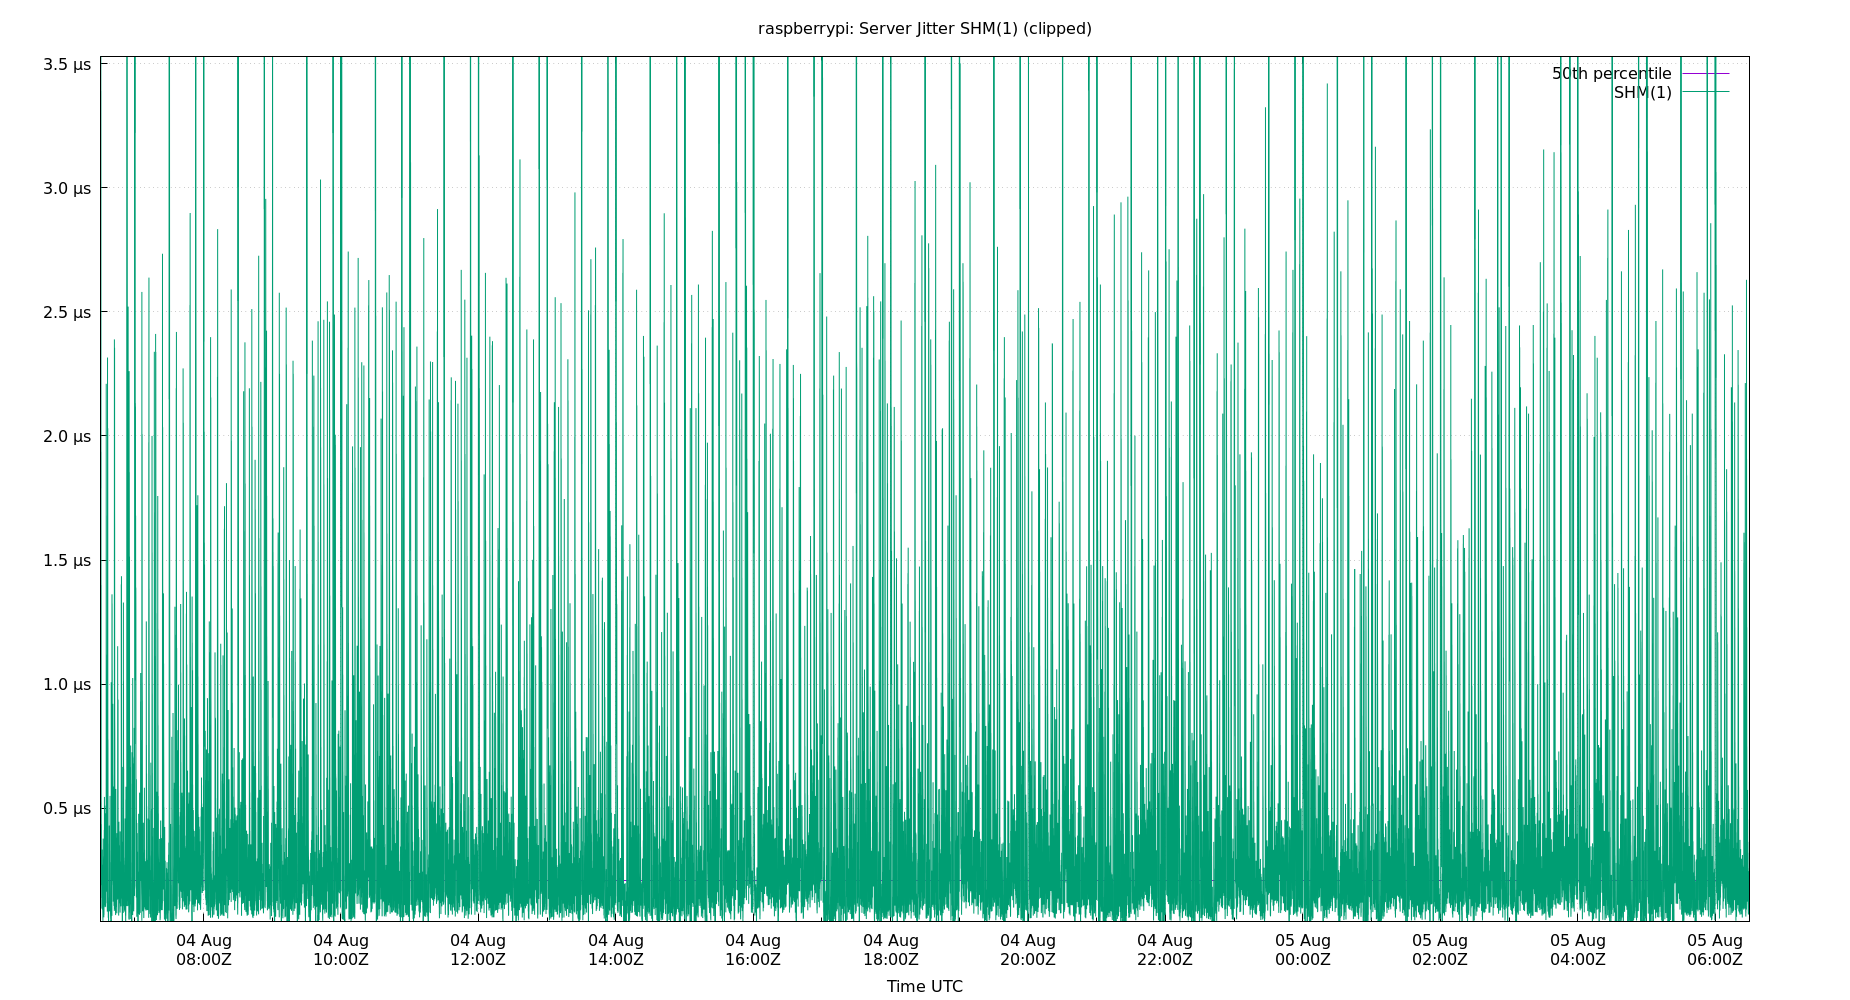 raspberrypi: Server Jitter SHM(1) (clipped)
50th percentile
SHM(1)
3.5 µs
3.0 µs
2.5 µs
2.0 µs
1.5 µs
1.0 µs
0.5 µs
04 Aug 04 Aug 04 Aug 04 Aug 04 Aug 04 Aug 04 Aug 04 Aug 05 Aug 05 Aug 05 Aug 05 Aug
08:00Z 10:00Z 12:00Z 14:00Z 16:00Z 18:00Z 20:00Z 22:00Z 00:00Z 02:00Z 04:00Z 06:00Z
Time UTC